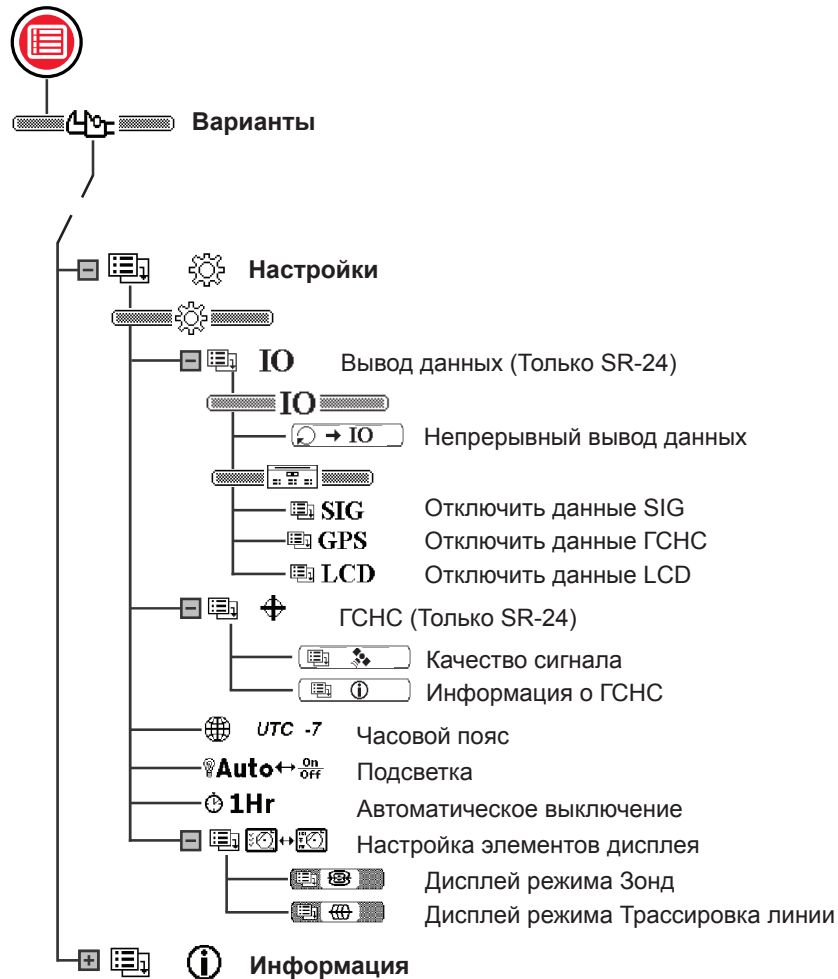 Варианты
Настройки
IO Вывод данных (Только SR-24)
IO
→ IO Непрерывный вывод данных
SIG Отключить данные SIG
GPS Отключить данные ГСНС
LCD Отключить данные LCD
ГСНС (Только SR-24)
Качество сигнала
Информация о ГСНС
UTC -7 Часовой пояс
Auto↔On Off Подсветка
1Hr Автоматическое выключение
Настройка элементов дисплея
Дисплей режима Зонд
Дисплей режима Трассировка линии
Информация